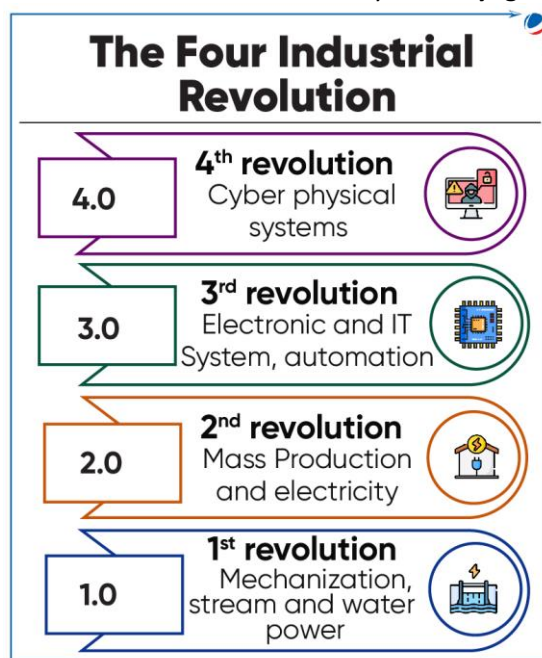 The Four Industrial
Revolution
4.0
4th revolution
Cyber physical
systems
3.0
3rd revolution
Electronic and IT
System, automation
2.0
2nd revolution
Mass Production
and electricity
1.0
1st revolution
Mechanization,
stream and water
power